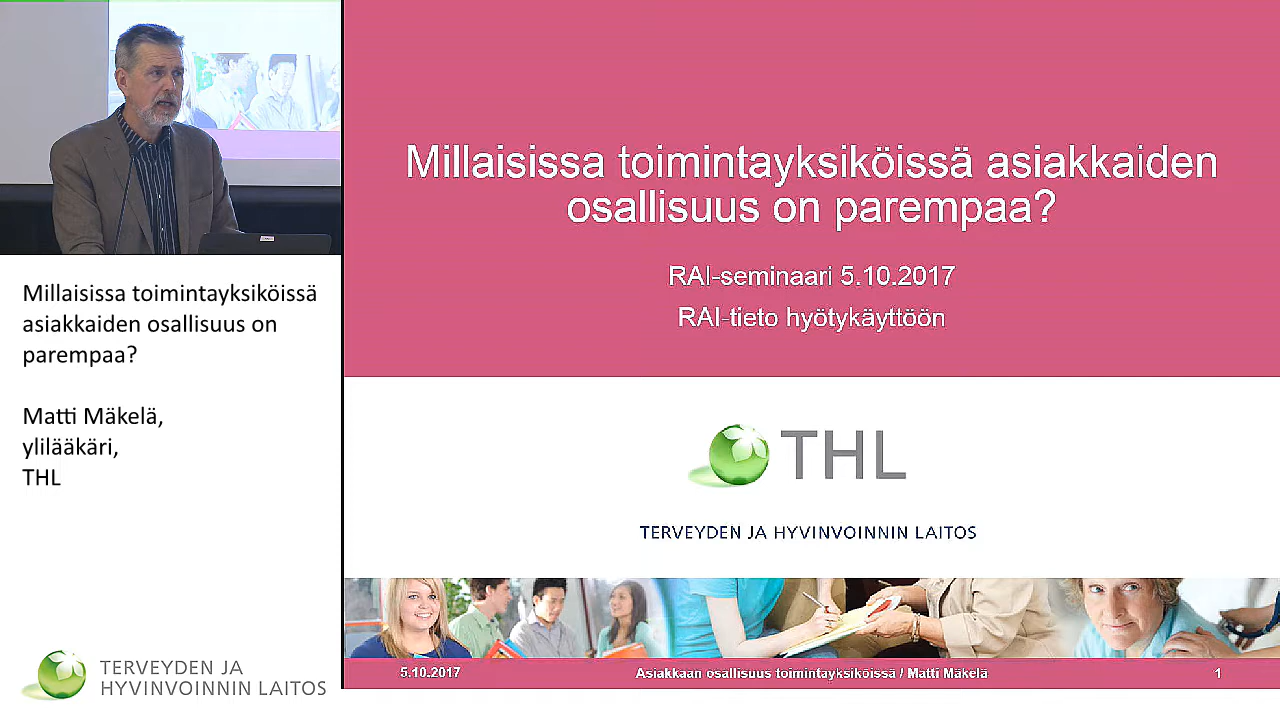 Millaisissa toimintayksiköissä
asiakkaiden osallisuus on
parempaa?
Matti Mäkelä,
ylilääkäri,
THL
TERVEYDEN JA
HYVINVOINNIN LAITOS
Millaisissa toimintayksiköissä asiakkaiden
osallisuus on parempaa?
RAI-seminaari 5.10.2017
RAI-tieto hyötykäyttöön
THL
TERVEYDEN JA HYVINVOINNIN LAITOS
5.10.2017
Asiakkaan osallisuus toimintayksiköissä / Matti Mäkelä
1